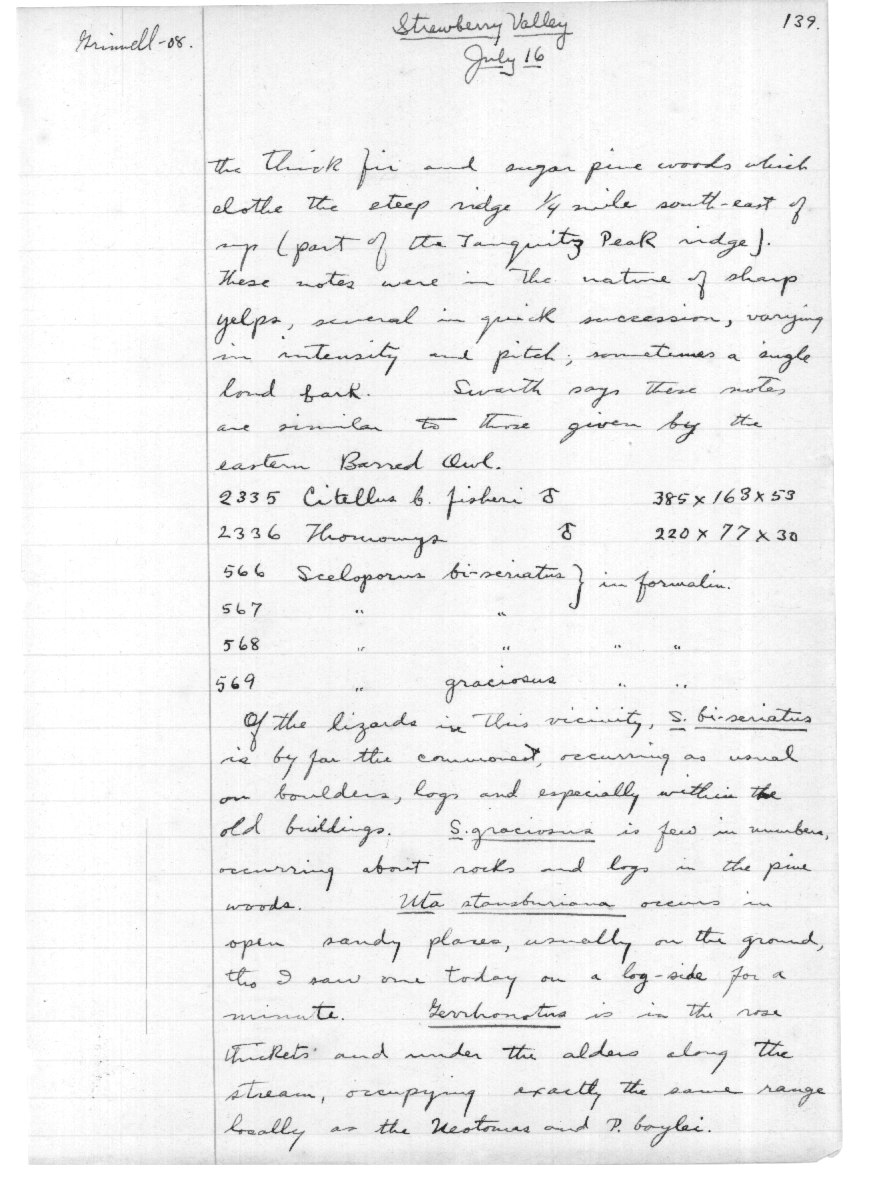 Grinnell-08.
Strawberry Valley
139.
July 16
the thick fir and sugar pine woods which
clothe the steep ridge 1/4 mile south-east of
(part of the Tauquitz Peak ridge).
These notes were in the nature of sharp
yelps, several in quick succession, varying
in intensity and pitch; sometimes a single
loud bark. Swarth says these notes
are similar to those given by the
eastern Barred Owl.
2335 Citellus b. fisheri ♂ 385 x 163 x 53
2336 Thomomys ♂ 220 x 77 x 30
566 Sceloporus bi-seriatus } in formalin.
567 " "
568 " " " "
569 " graciosus " "
Of the lizards in this vicinity, S. bi-seriatus
is by far the commonest, occurring as usual
on boulders, logs and especially within the
old buildings. S. graciosus is few in numbers,
occurring about rocks and logs in the pine
woods. Uta stansburiana occurs in
open sandy places, usually on the ground,
tho I saw one today on a log-side for a
minute. Gerrhonotus is in the rose
thickets and under the alders along the
stream, occupying exactly the same range
locally as the Neotomas and P. boylei.